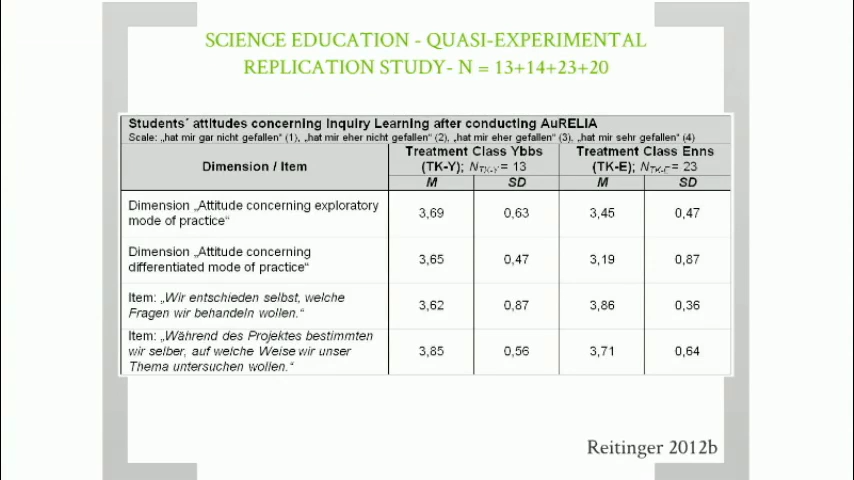 SCIENCE EDUCATION - QUASI-EXPERIMENTAL
REPLICATION STUDY- N = 13+14+23+20
Students´ attitudes concerning Inquiry Learning after conducting AuRELIA
Scale: „hat mir gar nicht gefallen“ (1), „hat mir eher nicht gefallen“ (2), „hat mir eher gefallen“ (3), „hat mir sehr gefallen“ (4)
Dimension / Item
Treatment Class Ybbs
(TK-Y); NTK-Y = 13
Treatment Class Enns
(TK-E); NTK-E = 23
M SD M SD
Dimension „Attitude concerning exploratory
mode of practice“
3,69 0,63 3,45 0,47
Dimension „Attitude concerning
differentiated mode of practice“
3,65 0,47 3,19 0,87
Item: „Wir entschieden selbst, welche
Fragen wir behandeln wollen.“
3,62 0,87 3,86 0,36
Item: „Während des Projektes bestimmten
wir selber, auf welche Weise wir unser
Thema untersuchen wollen.“
3,85 0,56 3,71 0,64
Reitinger 2012b